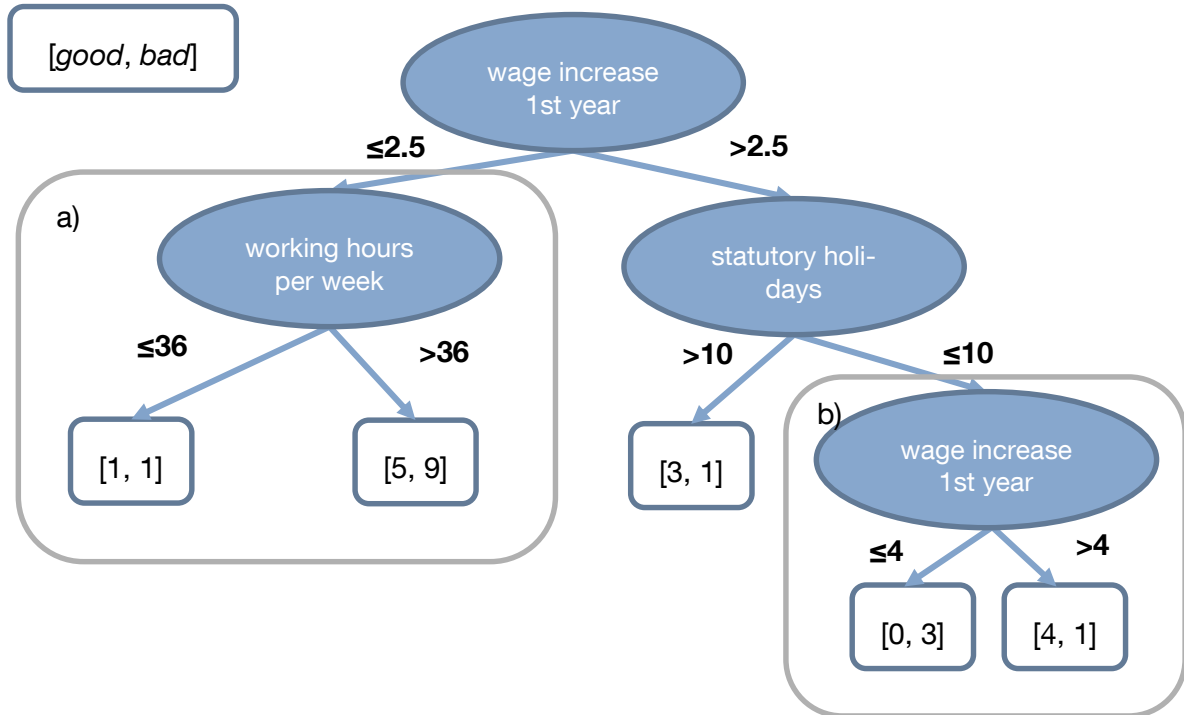 [good, bad]
wage increase
1st year
≤2.5
>2.5
a)
working hours
per week
statutory holi-
days
≤36
>36
>10
≤10
b)
[1, 1]
[5, 9]
[3, 1]
wage increase
1st year
≤4
>4
[0, 3]
[4, 1]